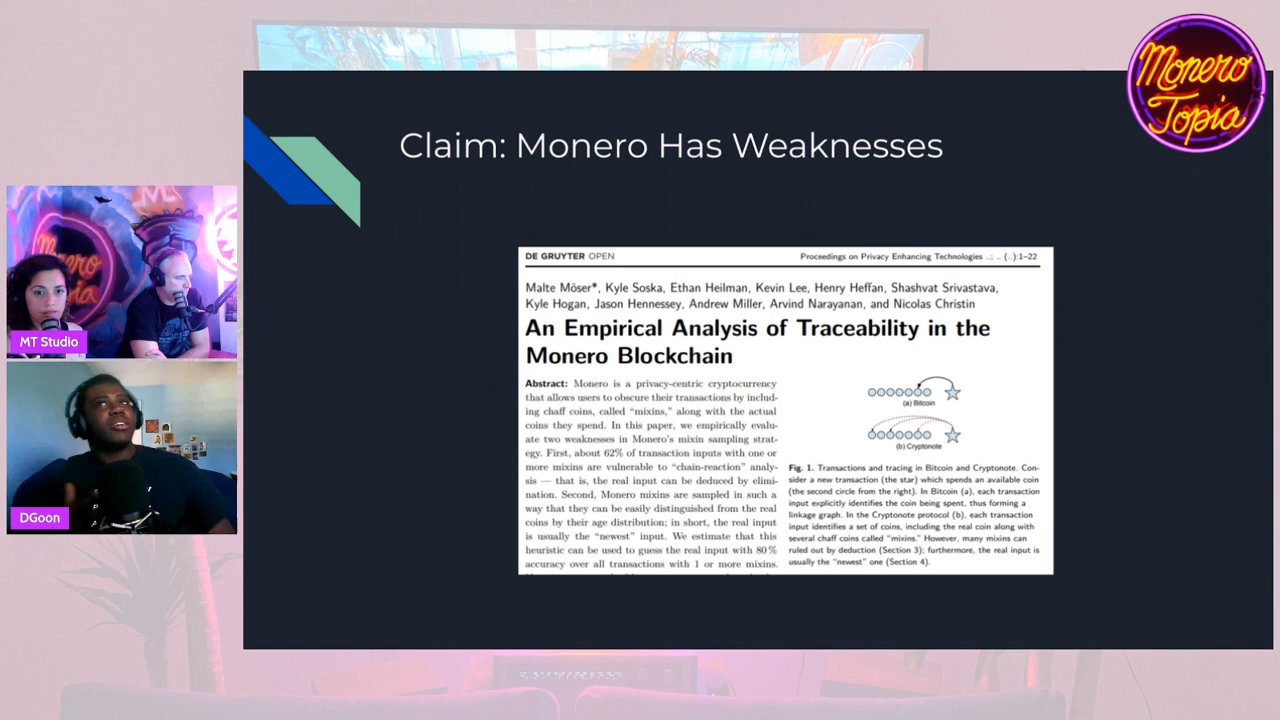 Monero
Topia
Claim: Monero Has Weaknesses
DE GRUYTER OPEN
Proceedings on Privacy Enhancing Technologies ..; .. (..):1–22
Malte Möser*, Kyle Soska, Ethan Heilman, Kevin Lee, Henry Heffan, Shashvat Srivastava,
Kyle Hogan, Jason Hennessey, Andrew Miller, Arvind Narayanan, and Nicolas Christin
An Empirical Analysis of Traceability in the
Monero Blockchain
Abstract: Monero is a privacy-centric cryptocurrency
that allows users to obscure their transactions by includ-
ing chaff coins, called “mixins,” along with the actual
coins they spend. In this paper, we empirically evalu-
ate two weaknesses in Monero’s mixin sampling strat-
egy. First, about 62% of transaction inputs with one or
more mixins are vulnerable to “chain-reaction” analy-
sis — that is, the real input can be deduced by elimi-
nation. Second, Monero mixins are sampled in such a
way that they can be easily distinguished from the real
coins by their age distribution; in short, the real input
is usually the “newest” input. We estimate that this
heuristic can be used to guess the real input with 80%
accuracy over all transactions with 1 or more mixins.
(a) Bitcoin
(b) Cryptonote
Fig. 1. Transactions and tracing in Bitcoin and Cryptonote. Con-
sider a new transaction (the star) which spends an available coin
(the second circle from the right). In Bitcoin (a), each transaction
input explicitly identifies the coin being spent, thus forming a
linkage graph. In the Cryptonote protocol (b), each transaction
input identifies a set of coins, including the real coin along with
several chaff coins called “mixins.” However, many mixins can
ruled out by deduction (Section 3); furthermore, the real input is
usually the “newest” one (Section 4).
Monero
MT Studio
DGoon